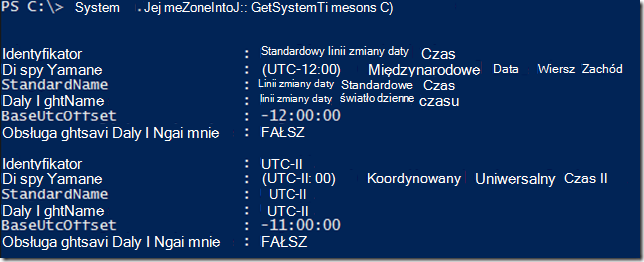 PS C:\> System .Jej meZoneIntoJ:: GetSystemTi mesons C)
Identyfikator : Standardowy linii zmiany daty Czas
Di spy Yamane : (UTC-12:00) Międzynarodowe Data Wiersz Zachód
StandardName : Linii zmiany daty Standardowe Czas
Daly I ghtName : linii zmiany daty światło dzienne czasu
BaseUtcOffset : -12:00:00
Obsługa ghtsavi Daly I Ngai mnie : FAŁSZ
Identyfikator : UTC-II
Di spy Yamane : (UTC-II: 00) Koordynowany Uniwersalny Czas II
StandardName : UTC-II
Daly I ghtName : UTC-II
BaseUtcOffset : -11:00:00
Obsługa ghtsavi Daly I Ngai mnie : FAŁSZ